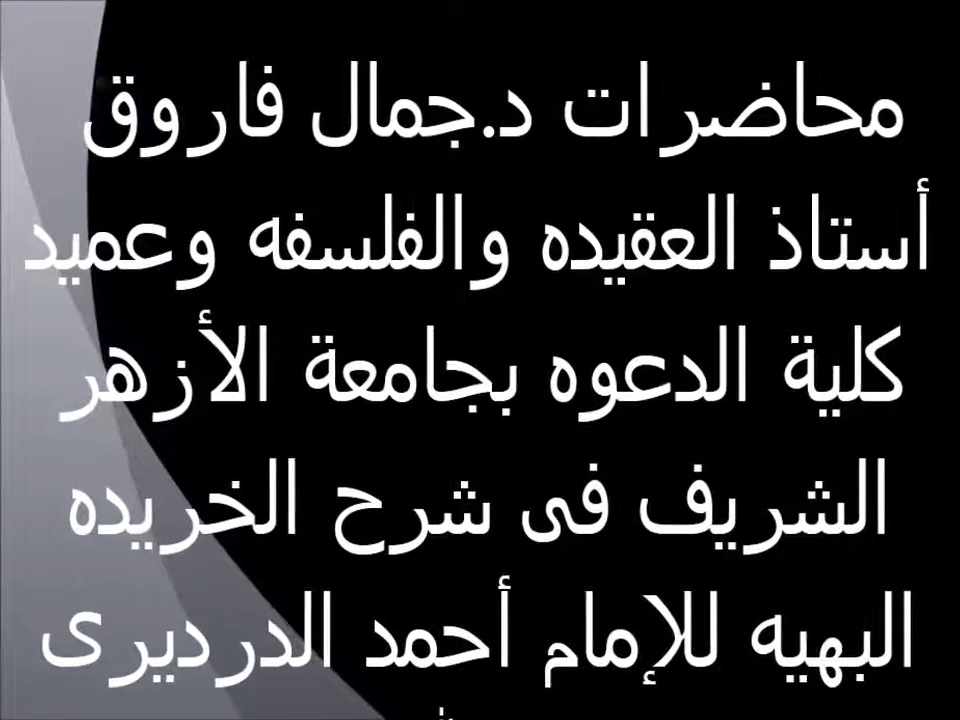 محاضرات د.جمال فاروق
أستاذ العقيده والفلسفه وعميد
كلية الدعوه بجامعة الأزهر
الشريف فى شرح الخريده
البهيه للإمام أحمد الدرديرى